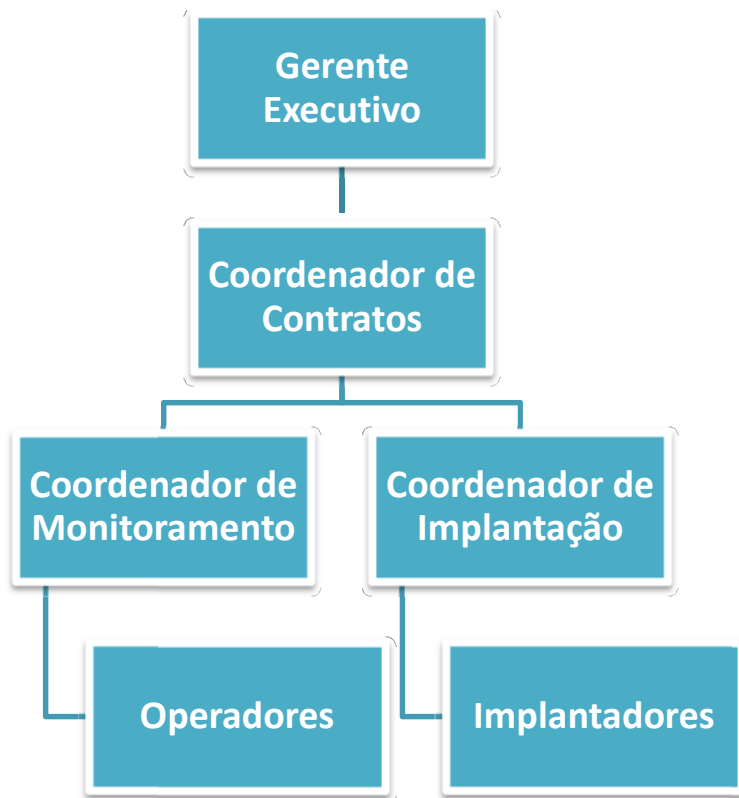 Gerente
Executivo
Coordenador de
Contratos
Coordenador de
Monitoramento
Coordenador de
Implantação
Operadores
Implantadores